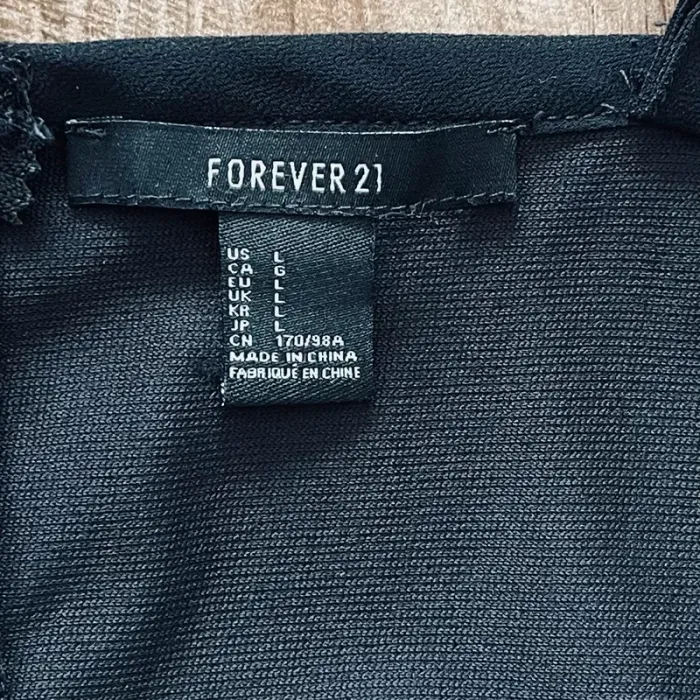 FOREVER 21
US L
CA G
EU L
UK L
KR L
JP L
CN 170/98A
MADE IN CHINA
FABRIQUÉ EN CHINE